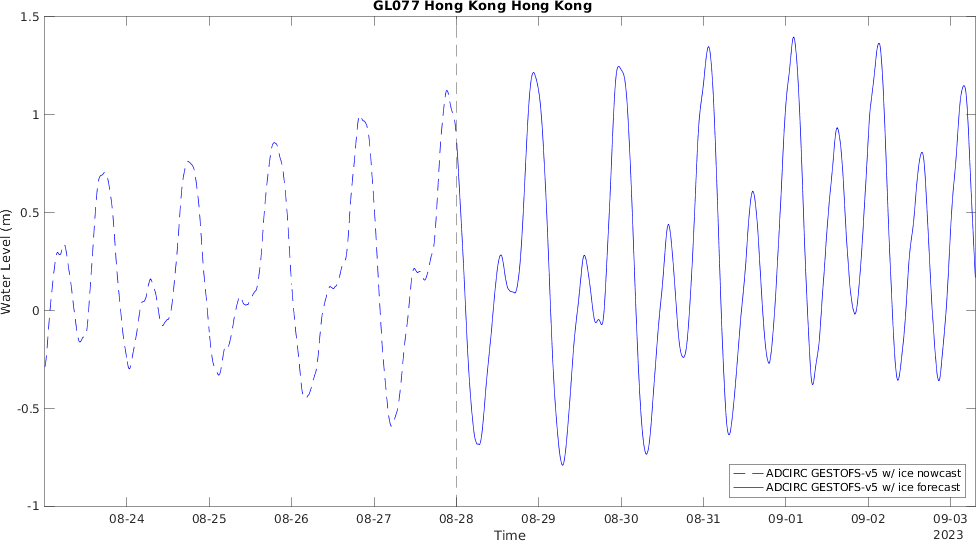 GL077 Hong Kong Hong Kong
Water Level (m)
1.5
1
0.5
0
-0.5
-1
ADCIRC GESTOFS-v5 w/ ice nowcast
ADCIRC GESTOFS-v5 w/ ice forecast
08-24 08-25 08-26 08-27 08-28 08-29 08-30 08-31 09-01 09-02 09-03
Time
2023